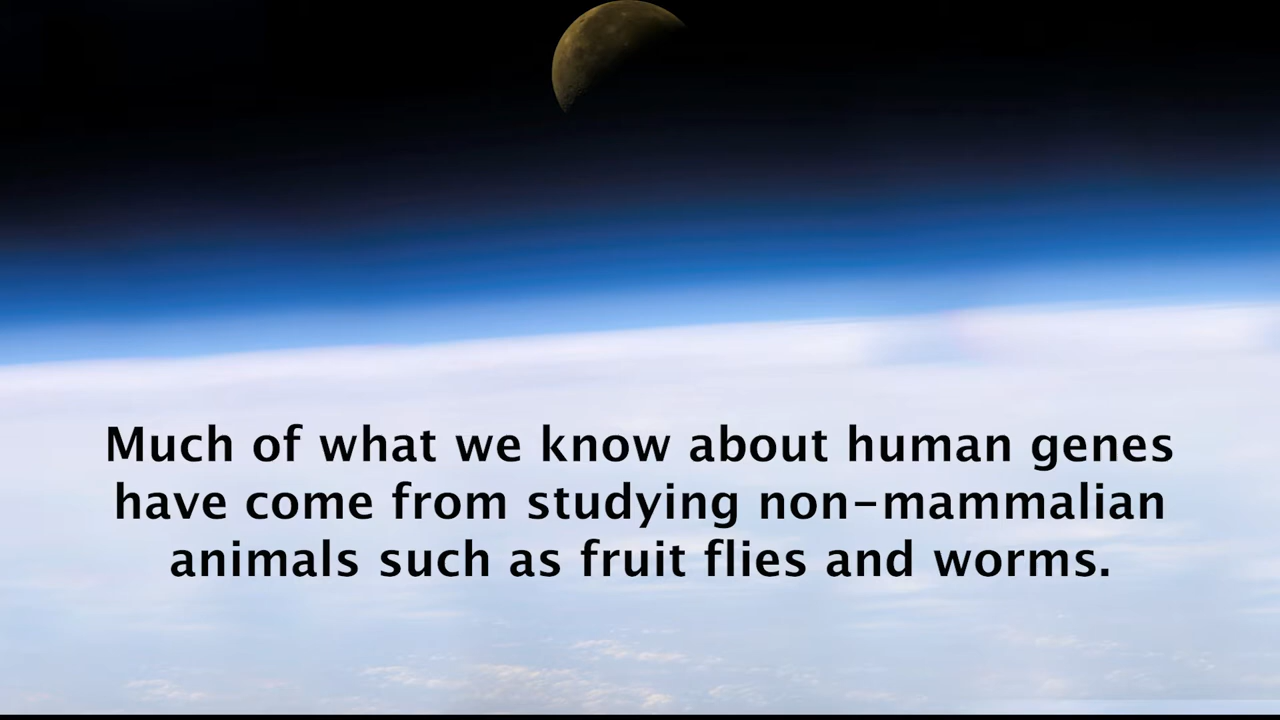 Much of what we know about human genes
have come from studying non-mammalian
animals such as fruit flies and worms.